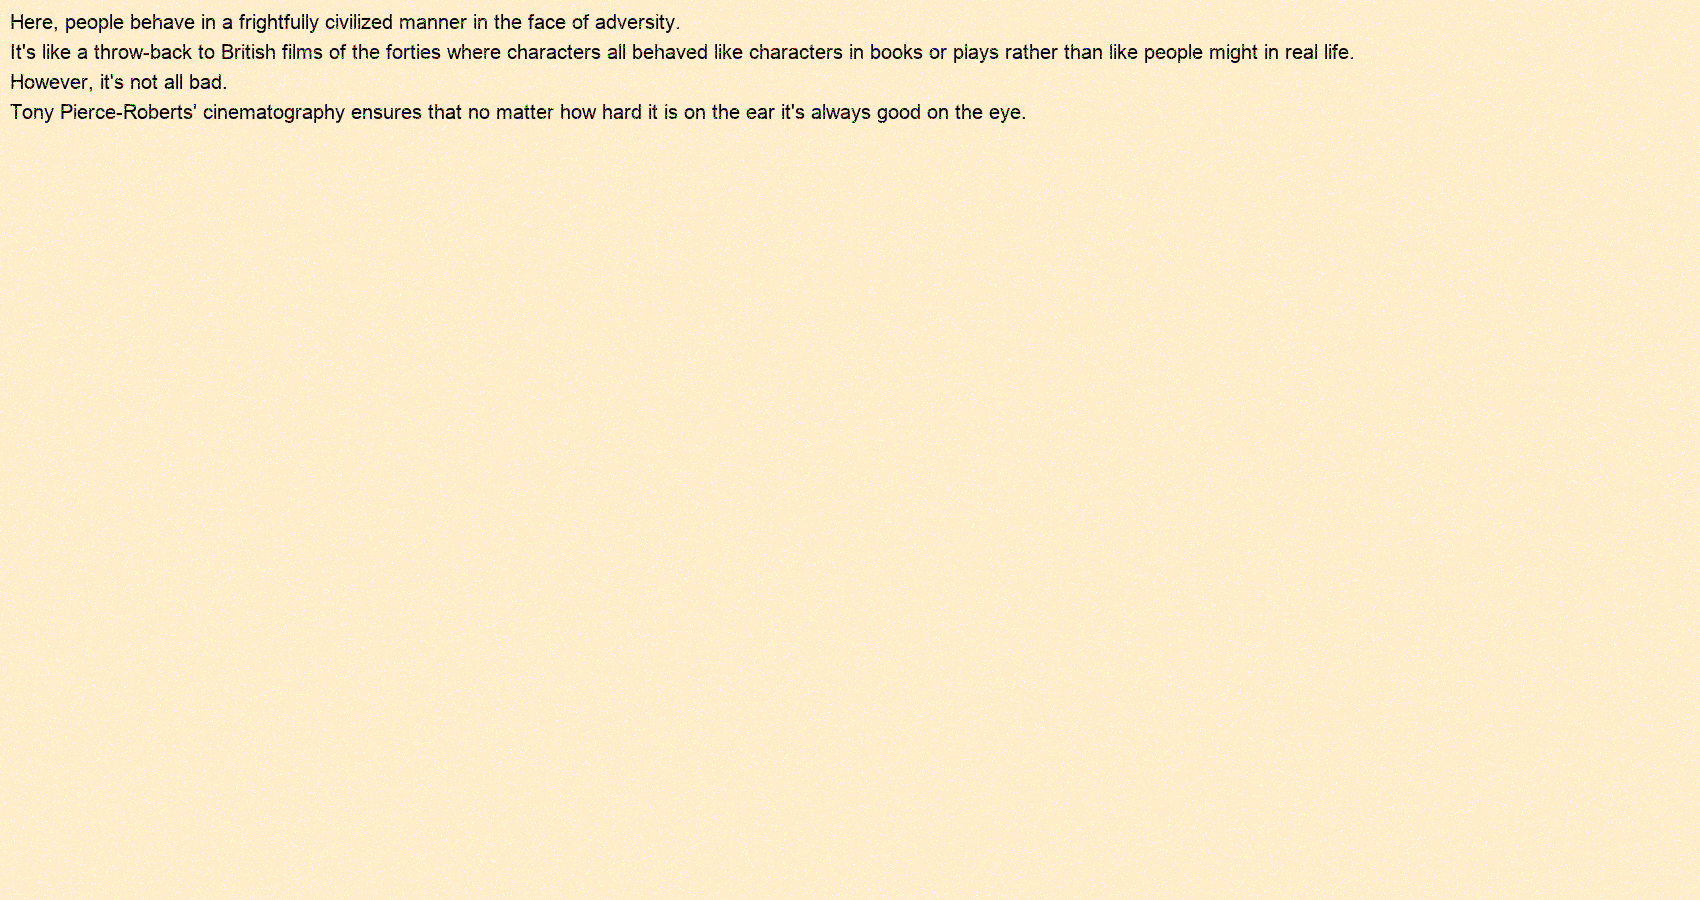 Here, people behave in a frightfully civilized manner in the face of adversity.
It's like a throw-back to British films of the forties where characters all behaved like characters in books or plays rather than like people might in real life.
However, it's not all bad.
Tony Pierce-Roberts' cinematography ensures that no matter how hard it is on the ear it's always good on the eye.